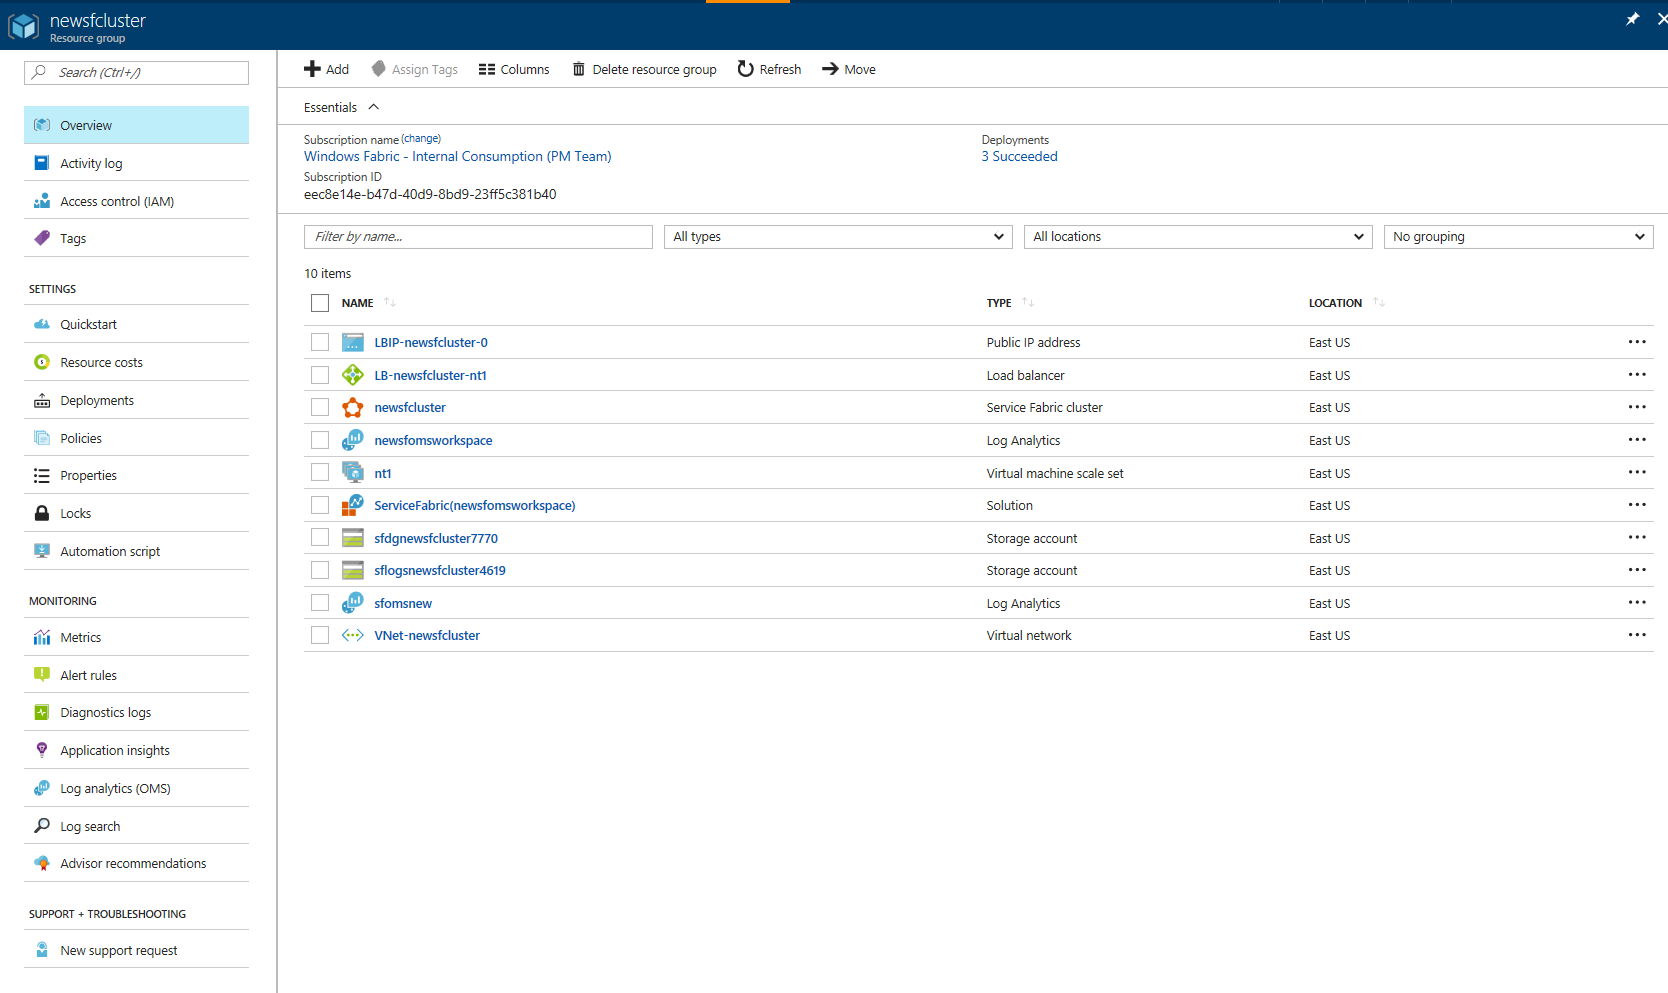 newsfcluster
Resource group
Search (Ctrl+/)
Overview
Activity log
Access control (IAM)
Tags
SETTINGS
Quickstart
Resource costs
Deployments
Policies
Properties
Locks
Automation script
MONITORING
Metrics
Alert rules
Diagnostics logs
Application insights
Log analytics (OMS)
Log search
Advisor recommendations
SUPPORT + TROUBLESHOOTING
New support request
Add Assign Tags Columns Delete resource group Refresh Move
Essentials
Subscription name (change) Deployments
Windows Fabric - Internal Consumption (PM Team) 3 Succeeded
Subscription ID
eec8e14e-b47d-40d9-8bd9-23ff5c381b40
Filter by name... All types All locations No grouping
10 items
NAME TYPE LOCATION
LBIP-newsfcluster-0 Public IP address East US
LB-newsfcluster-nt1 Load balancer East US
newsfcluster Service Fabric cluster East US
newsfomsworkspace Log Analytics East US
nt1 Virtual machine scale set East US
ServiceFabric(newsfomsworkspace) Solution East US
sfdgnewsfcluster7770 Storage account East US
sflogsnewsfcluster4619 Storage account East US
sfomsnew Log Analytics East US
VNet-newsfcluster Virtual network East US